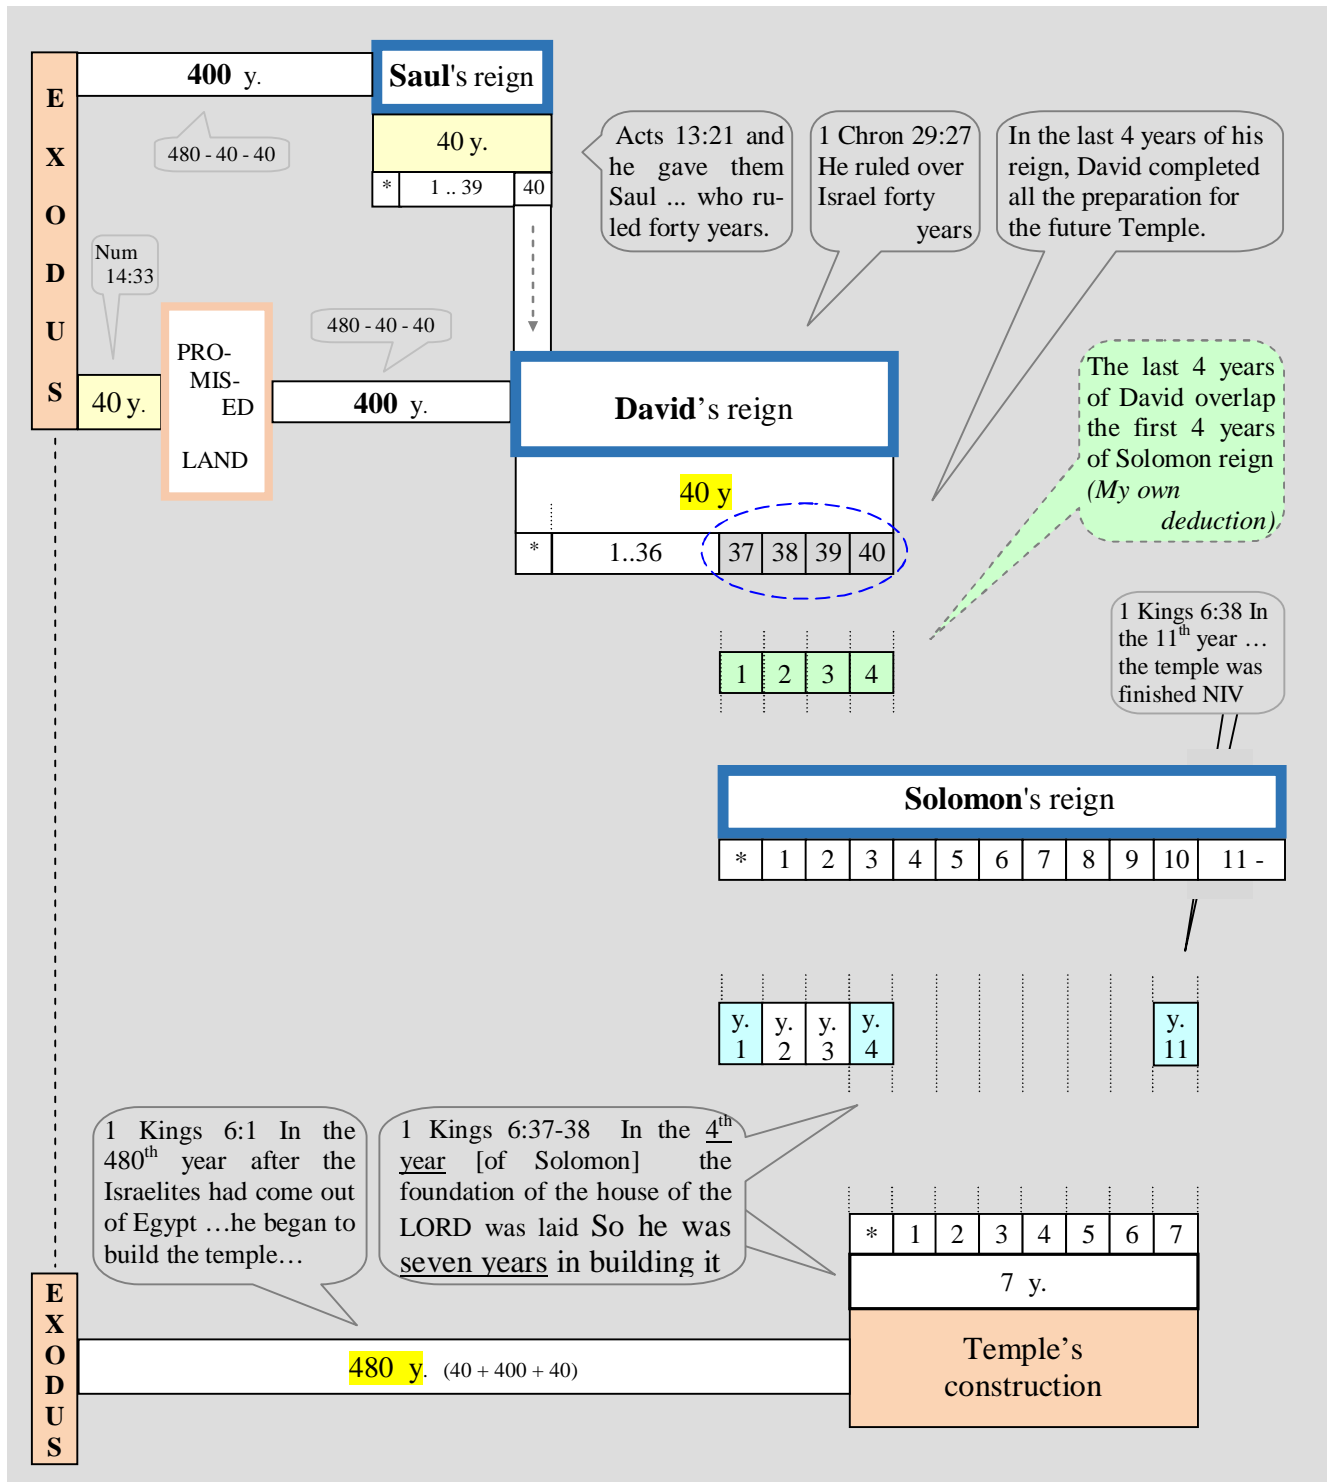 E
X
O
D
U
S
400 y.
Saul's reign
480 - 40 - 40
40 y.
* 1 .. 39 40
Acts 13:21 and
he gave them
Saul ... who ru-
led forty years.
1 Chron 29:27
He ruled over
Israel forty
years
In the last 4 years of his
reign, David completed
all the preparation for
the future Temple.
Num
14:33
40 y.
PRO-
MIS-
ED
LAND
480 - 40 - 40
400 y.
David’s reign
40 y
* 1..36 37 38 39 40
The last 4 years
of David overlap
the first 4 years
of Solomon reign
(My own
deduction)
1 2 3 4
1 Kings 6:38 In
the 11th year …
the temple was
finished NIV
Solomon's reign
* 1 2 3 4 5 6 7 8 9 10 11 -
y. y. y. y. y.
1 2 3 4 11
1 Kings 6:1 In the
480th year after the
Israelites had come out
of Egypt …he began to
build the temple…
1 Kings 6:37-38 In the 4th
year [of Solomon] the
foundation of the house of the
LORD was laid So he was
seven years in building it
* 1 2 3 4 5 6 7
7 y.
Temple’s
construction
E
X
O
D
U
S
480 y. (40 + 400 + 40)